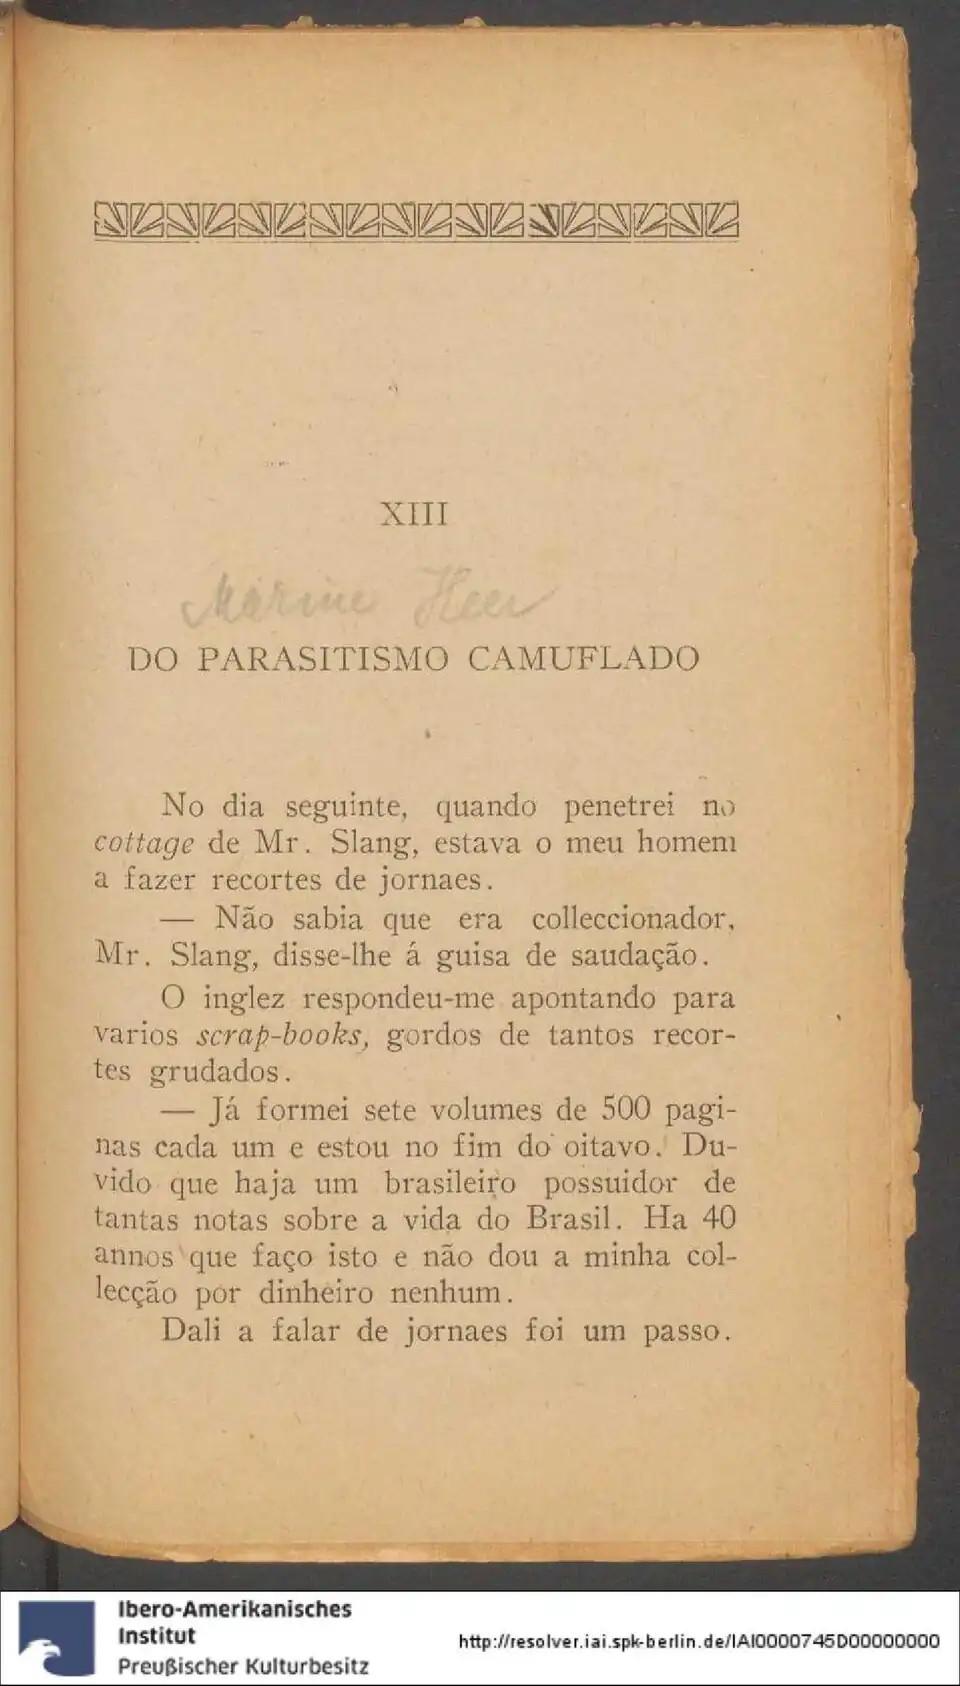 XIII
Marine Heer
DO PARASITISMO CAMUFLADO
No dia seguinte, quando penetrei no
cottage de Mr. Slang, estava o meu homem
a fazer recortes de jornaes.
— Não sabia que era colleccionador,
Mr. Slang, disse-lhe á guisa de saudação.
O inglez respondeu-me apontando para
varios scrap-books, gordos de tantos recor-
tes grudados.
— Já formei sete volumes de 500 pagi-
nas cada um e estou no fim do oitavo. Du-
vido que haja um brasileiro possuidor de
tantas notas sobre a vida do Brasil. Ha 40
annos que faço isto e não dou a minha col-
lecção por dinheiro nenhum.
Dali a falar de jornaes foi um passo.
Ibero-Amerikanisches
Institut
Preußischer Kulturbesitz
http://resolver.iai.spk-berlin.de/IAI0000745D00000000